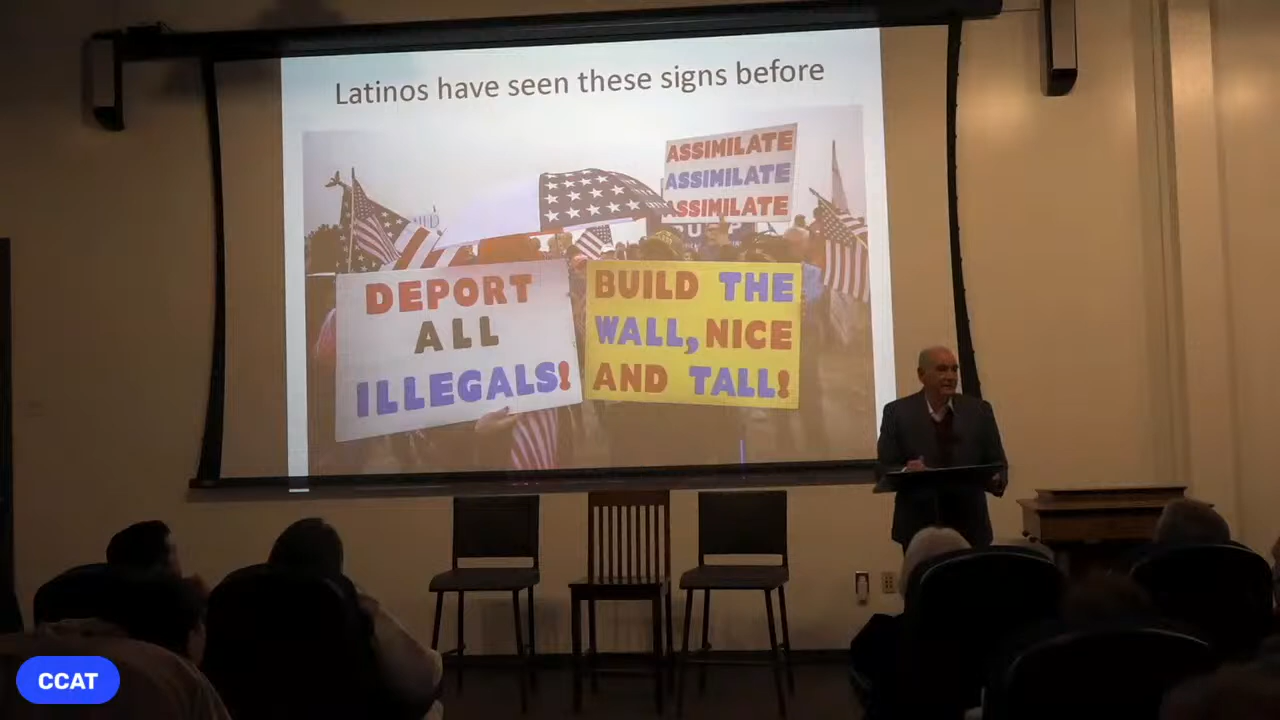 Latinos have seen these signs before
ASSIMILATE
ASSIMILATE
ASSIMILATE
DEPORT
ALL
ILLEGALS!
BUILD THE
WALL, NICE
AND TALL!
CCAT